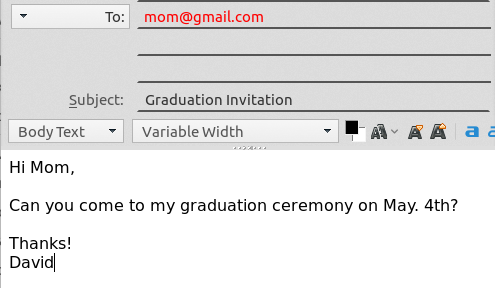 To: mom@gmail.com
Subject: Graduation Invitation
Body Text Variable Width
Hi Mom,
Can you come to my graduation ceremony on May. 4th?
Thanks!
David